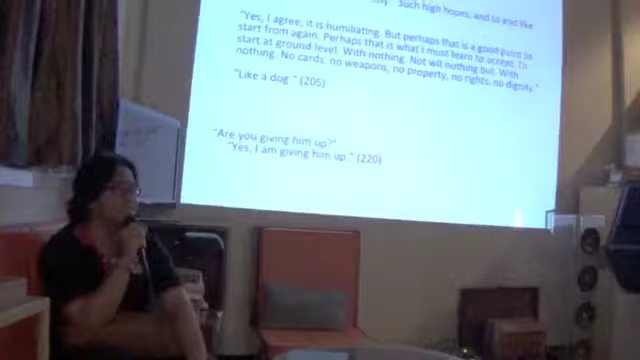 Such high hopes, and to end like
"Yes, I agree, it is humiliating. But perhaps that is a good point to
start from again. Perhaps that is what I must learn to accept. To
start at ground level. With nothing. Not with nothing but. With
nothing. No cards, no weapons, no property, no rights, no dignity."
"Like a dog." (205)
"Are you giving him up?"
"Yes, I am giving him up." (220)